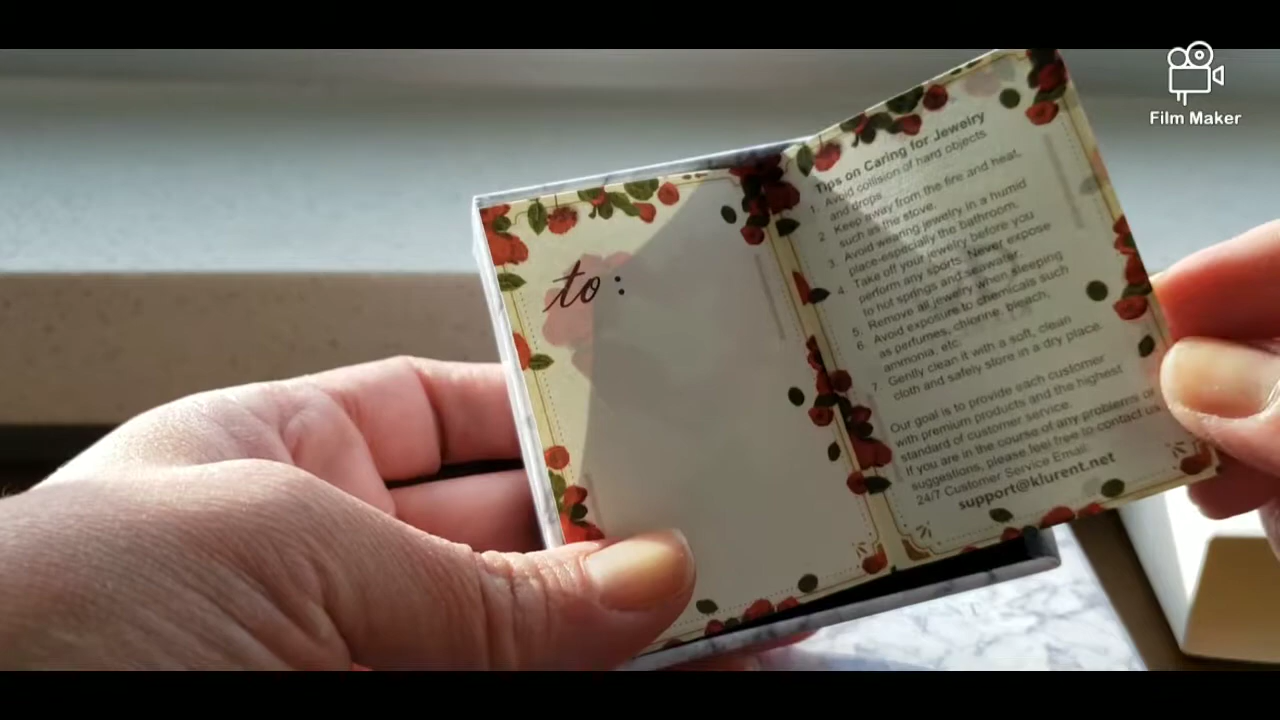 Film Maker
to:
Tips on Caring for Jewelry
1. Avoid collision of hard objects
and drops
2 Keep away from the fire and heat,
such as the stove.
3. Avoid wearing jewelry in a humid
place-especially the bathroom.
4 Take off your jewelry before you
perform any sports. Never expose
to hot springs and seawater.
5. Remove all jewelry when sleeping
6. Avoid exposure to chemicals such
as perfumes, chlorine, bleach,
ammonia, etc.
7. Gently clean it with a soft, clean
cloth and safely store in a dry place.
Our goal is to provide each customer
with premium products and the highest
standard of customer service.
If you are in the course of any problems or
suggestions, please feel free to contact us.
24/7 Customer Service Email:
support@klurent.net